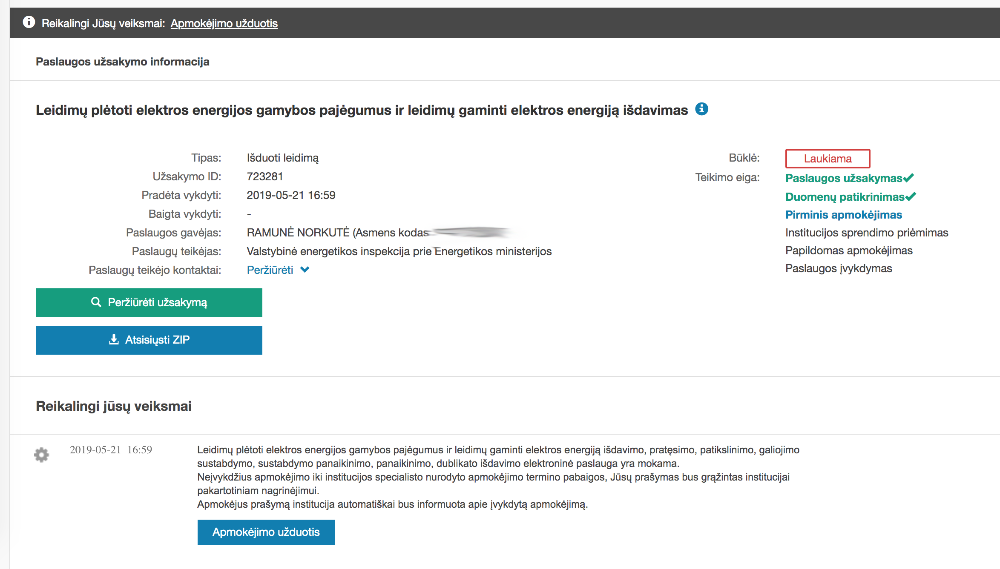 Reikalingi Jūsų veiksmai: Apmokėjimo užduotis
Paslaugos užsakymo informacija
Leidimų plėtoti elektros energijos gamybos pajėgumus ir leidimų gaminti elektros energiją išdavimas
Tipas: Išduoti leidimą
Užsakymo ID: 723281
Pradėta vykdyti: 2019-05-21 16:59
Baigta vykdyti: -
Paslaugos gavėjas: RAMUNĖ NORKUTĖ (Asmens kodas
Paslaugų teikėjas: Valstybinė energetikos inspekcija prie Energetikos ministerijos
Paslaugų teikėjo kontaktai: Peržiūrėti
Būklė: Laukiama
Teikimo eiga: Paslaugos užsakymas
Duomenų patikrinimas
Pirminis apmokėjimas
Institucijos sprendimo priėmimas
Papildomas apmokėjimas
Paslaugos įvykdymas
Peržiūrėti užsakymą
Atsisiųsti ZIP
Reikalingi jūsų veiksmai
2019-05-21 16:59
Leidimų plėtoti elektros energijos gamybos pajėgumus ir leidimų gaminti elektros energiją išdavimo, pratęsimo, patikslinimo, galiojimo
sustabdymo, sustabdymo panaikinimo, panaikinimo, dublikato išdavimo elektroninė paslauga yra mokama.
Neįvykdžius apmokėjimo iki institucijos specialisto nurodyto apmokėjimo termino pabaigos, Jūsų prašymas bus grąžintas institucijai
pakartotiniam nagrinėjimui.
Apmokėjus prašymą institucija automatiškai bus informuota apie įvykdytą apmokėjimą.
Apmokėjimo užduotis